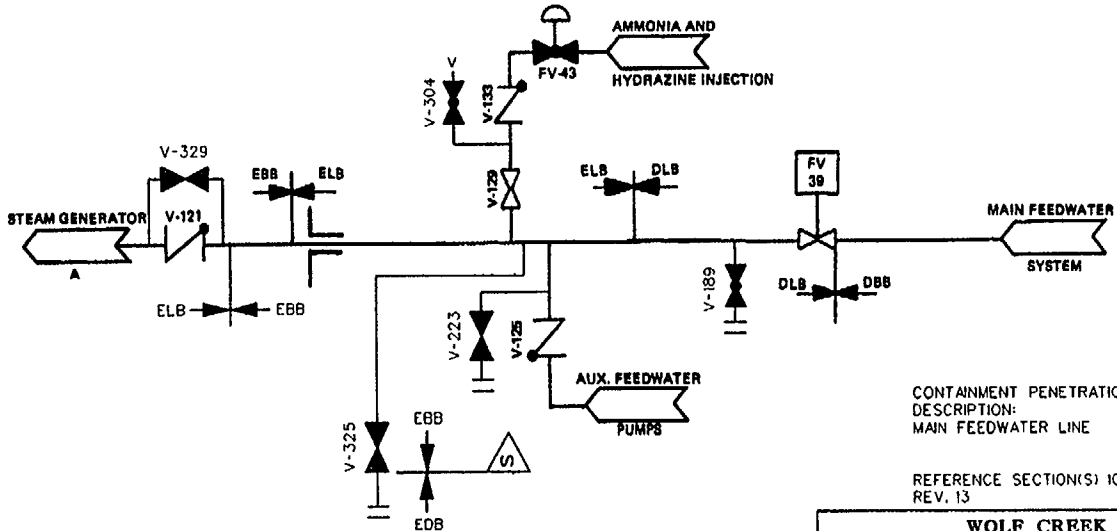 AMMONIA AND
HYDRAZINE INJECTION
FV-43
V
V-304
V-133
V-129
V-329
V-121
EBB
ELB
ELB
DLB
FV
39
STEAM GENERATOR
A
MAIN FEEDWATER
SYSTEM
ELB
EBB
V-189
DLB
DBB
V-223
V-125
AUX. FEEDWATER
PUMPS
V-325
EBB
S
EDB
CONTAINMENT PENETRATIO
DESCRIPTION:
MAIN FEEDWATER LINE
REFERENCE SECTION(S) 10
REV. 13
WOLF CREEK